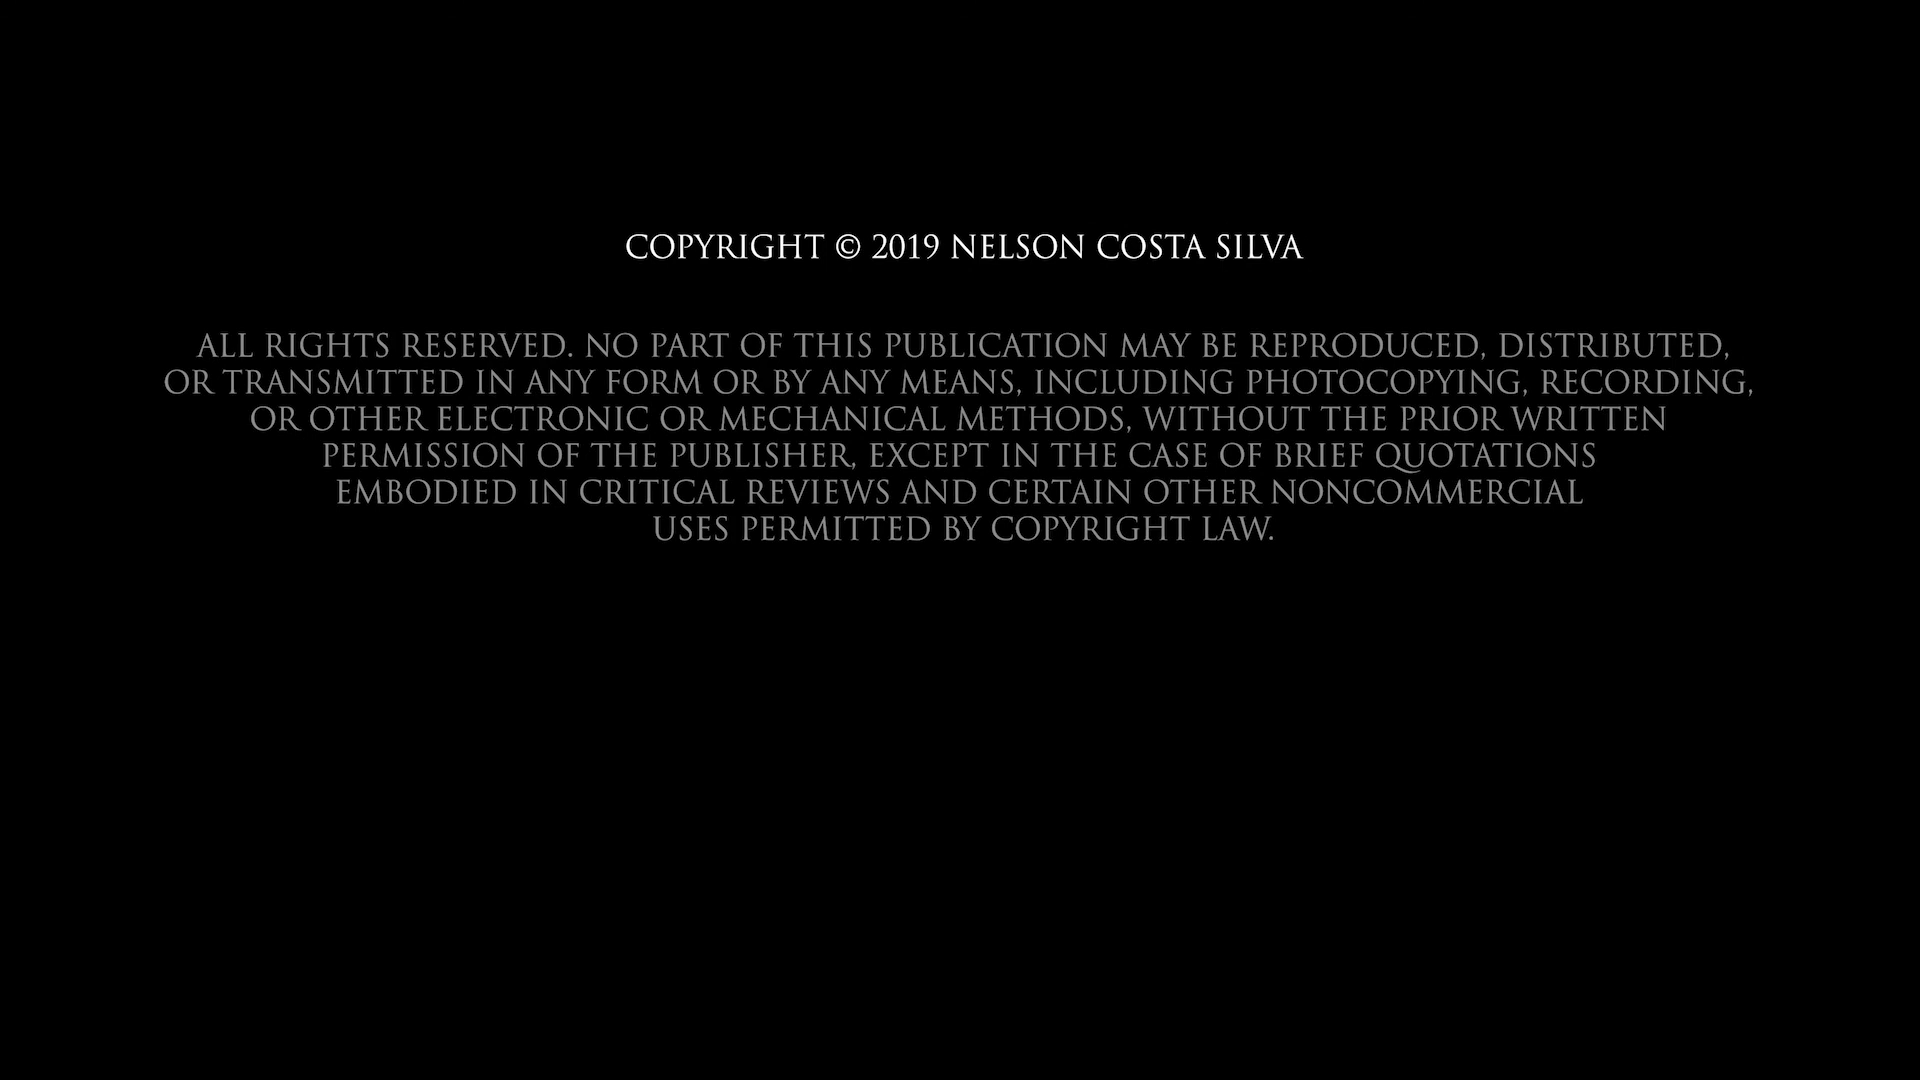 COPYRIGHT © 2019 NELSON COSTA SILVA
ALL RIGHTS RESERVED. NO PART OF THIS PUBLICATION MAY BE REPRODUCED, DISTRIBUTED,
OR TRANSMITTED IN ANY FORM OR BY ANY MEANS, INCLUDING PHOTOCOPYING, RECORDING,
OR OTHER ELECTRONIC OR MECHANICAL METHODS, WITHOUT THE PRIOR WRITTEN
PERMISSION OF THE PUBLISHER, EXCEPT IN THE CASE OF BRIEF QUOTATIONS
EMBODIED IN CRITICAL REVIEWS AND CERTAIN OTHER NONCOMMERCIAL
USES PERMITTED BY COPYRIGHT LAW.